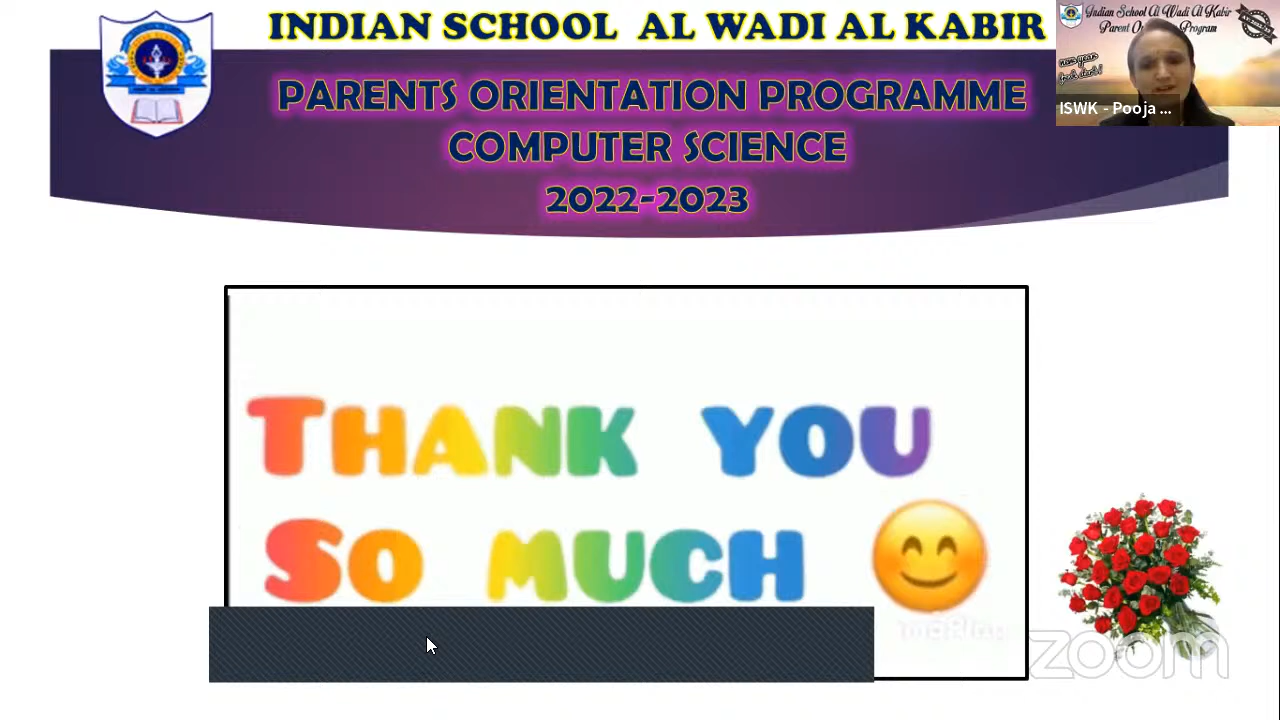 INDIAN SCHOOL AL WADI AL KABIR
PARENTS ORIENTATION PROGRAMME
COMPUTER SCIENCE
2022-2023
Indian School Al Wadi Al Kabir
Program
ISWK - Pooja ...
THANK YOU
SO MUCH
zoom